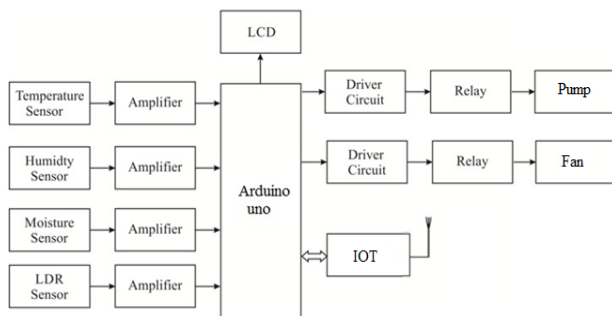 LCD
Temperature
Sensor
Amplifier
Driver
Circuit
Relay
Pump
Humidty
Sensor
Amplifier
Driver
Circuit
Relay
Fan
Arduino
uno
Moisture
Sensor
Amplifier
IOT
LDR
Sensor
Amplifier